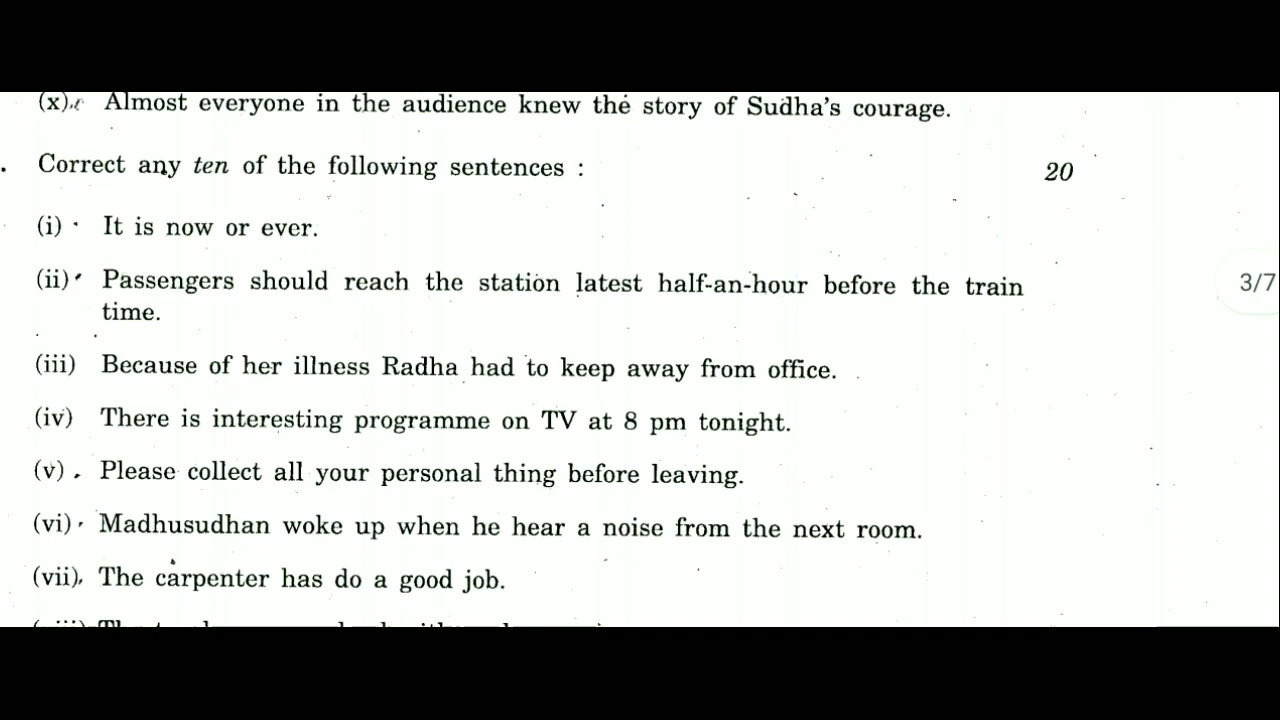 (x). Almost everyone in the audience knew the story of Sudha's courage.
. Correct any ten of the following sentences : 20
(i) · It is now or ever.
(ii) Passengers should reach the station latest half-an-hour before the train
time.
3/7
(iii) Because of her illness Radha had to keep away from office.
(iv) There is interesting programme on TV at 8 pm tonight.
(v) . Please collect all your personal thing before leaving.
(vi) · Madhusudhan woke up when he hear a noise from the next room.
(vii). The carpenter has do a good job.